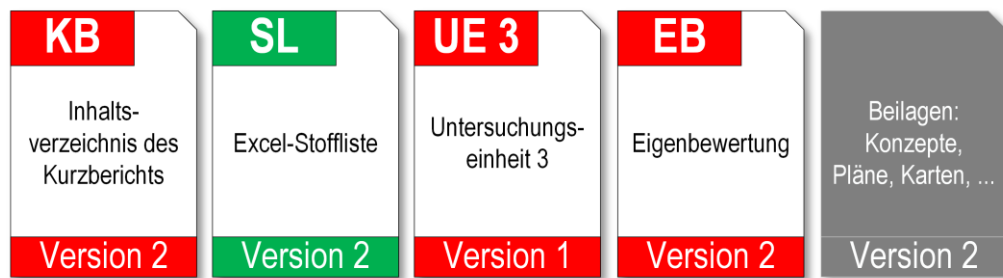 KB
Inhalts-
verzeichnis des
Kurzberichts
Version 2
SL
Excel-Stoffliste
Version 2
UE 3
Untersuchungs-
einheit 3
Version 1
EB
Eigenbewertung
Version 2
Beilagen:
Konzepte,
Pläne, Karten, ...
Version 2